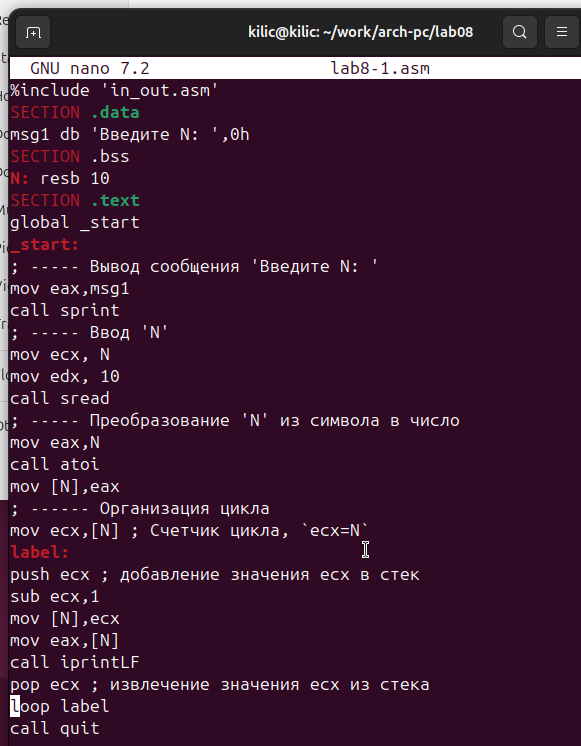 kilic@kilic: ~/work/arch-pc/lab08
GNU nano 7.2 lab8-1.asm
%include 'in_out.asm'
SECTION .data
msg1 db 'Введите N: ',0h
SECTION .bss
N: resb 10
SECTION .text
global _start
_start:
; ----- Вывод сообщения 'Введите N: '
mov eax,msg1
call sprint
; ----- Ввод 'N'
mov ecx, N
mov edx, 10
call sread
; ----- Преобразование 'N' из символа в число
mov eax,N
call atoi
mov [N],eax
; ------ Организация цикла
mov ecx,[N] ; Счетчик цикла, `ecx=N`
label:
push ecx ; добавление значения ecx в стек
sub ecx,1
mov [N],ecx
mov eax,[N]
call iprintLF
pop ecx ; извлечение значения ecx из стека
loop label
call quit